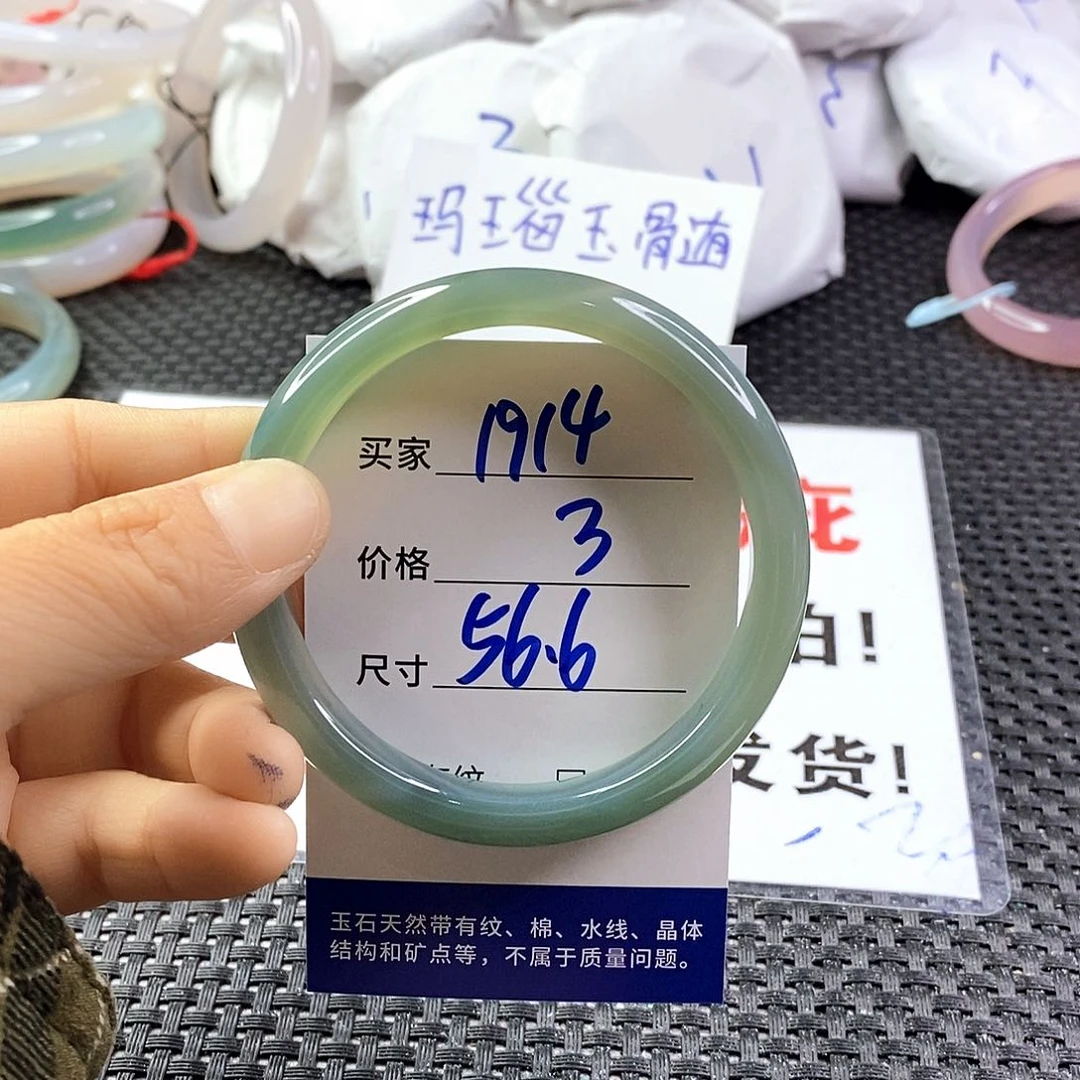 玛瑙玉骨髓
买家 1914
价格 3
尺寸 56.6
发货!
玉石天然带有纹、棉、水线、晶体
结构和矿点等，不属于质量问题。